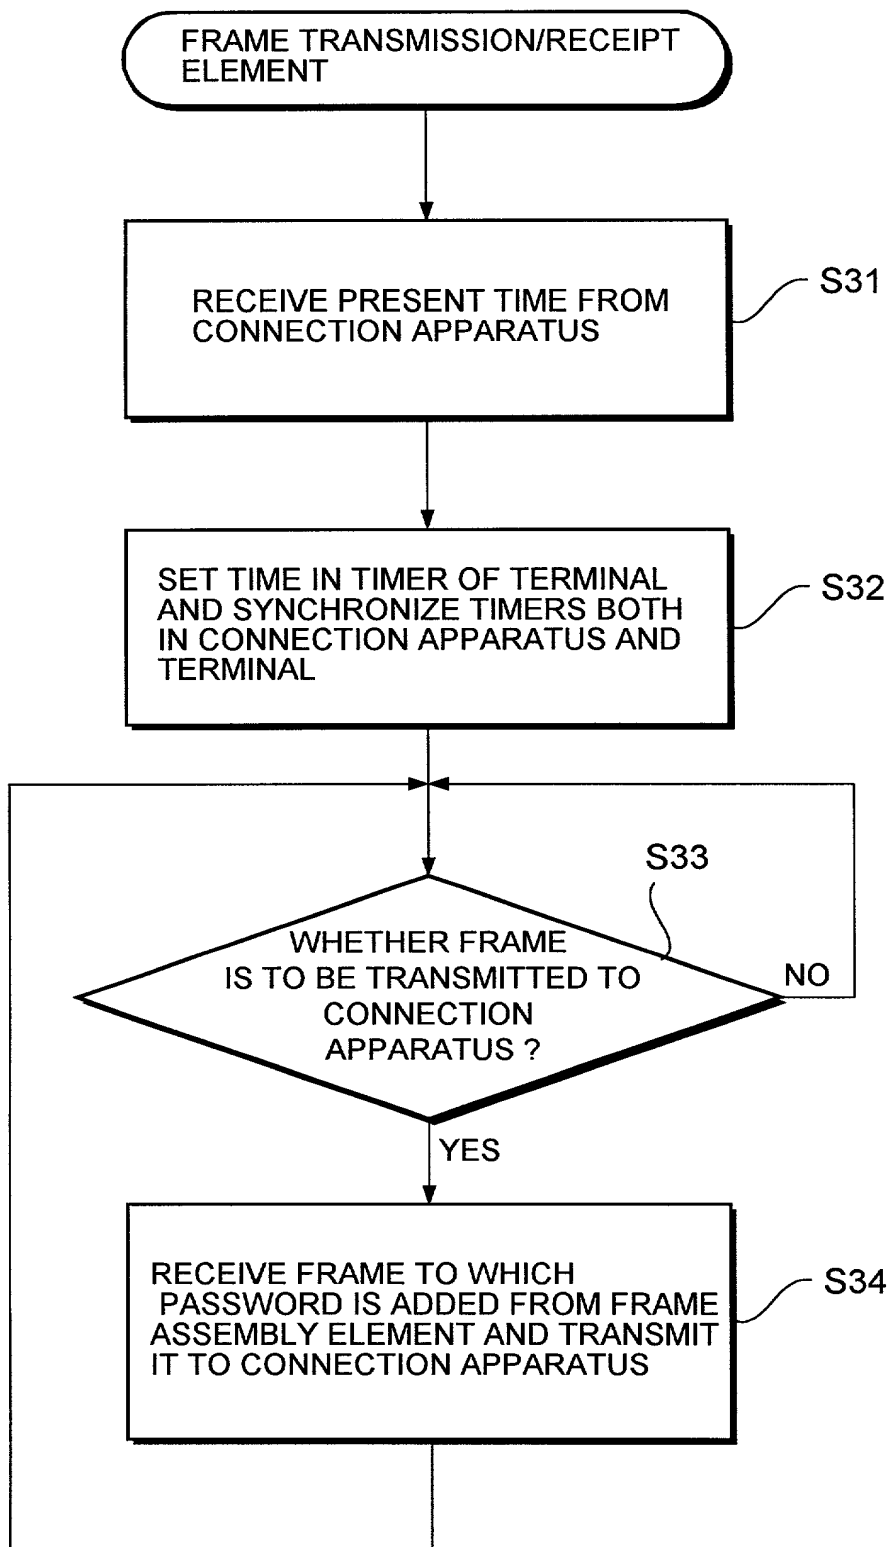 FRAME TRANSMISSION/RECEIPT
ELEMENT
RECEIVE PRESENT TIME FROM
CONNECTION APPARATUS
S31
SET TIME IN TIMER OF TERMINAL
AND SYNCHRONIZE TIMERS BOTH
IN CONNECTION APPARATUS AND
TERMINAL
S32
S33
WHETHER FRAME
IS TO BE TRANSMITTED TO
CONNECTION
APPARATUS ?
NO
YES
RECEIVE FRAME TO WHICH
PASSWORD IS ADDED FROM FRAME
ASSEMBLY ELEMENT AND TRANSMIT
IT TO CONNECTION APPARATUS
S34